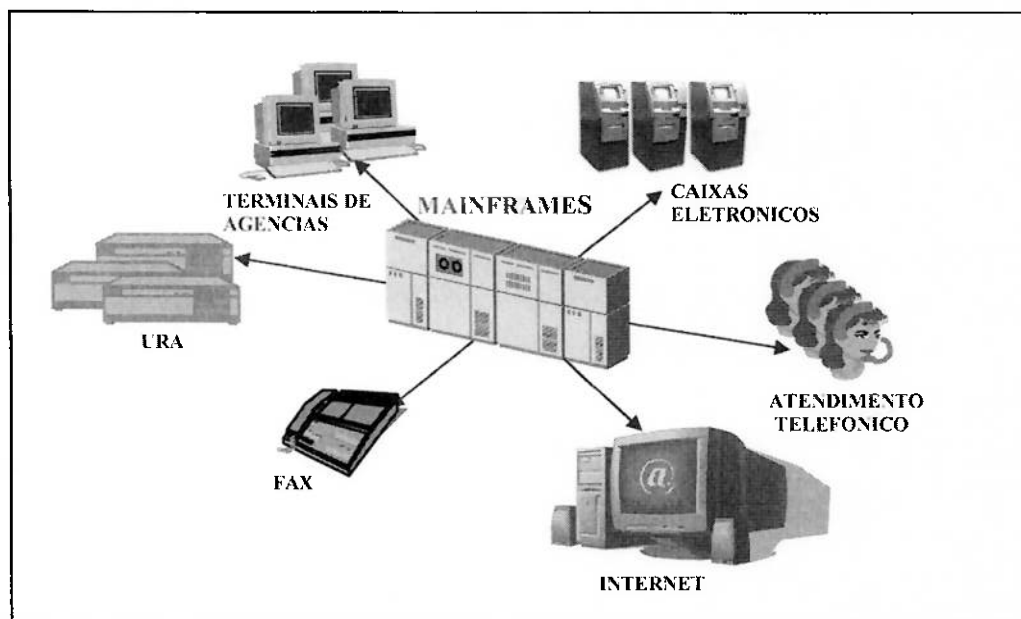 TERMINAIS DE
AGENCIAS
MAINFRAMES
CAIXAS
ELETRONICOS
URA
ATENDIMENTO
TELEFONICO
FAX
@
INTERNET